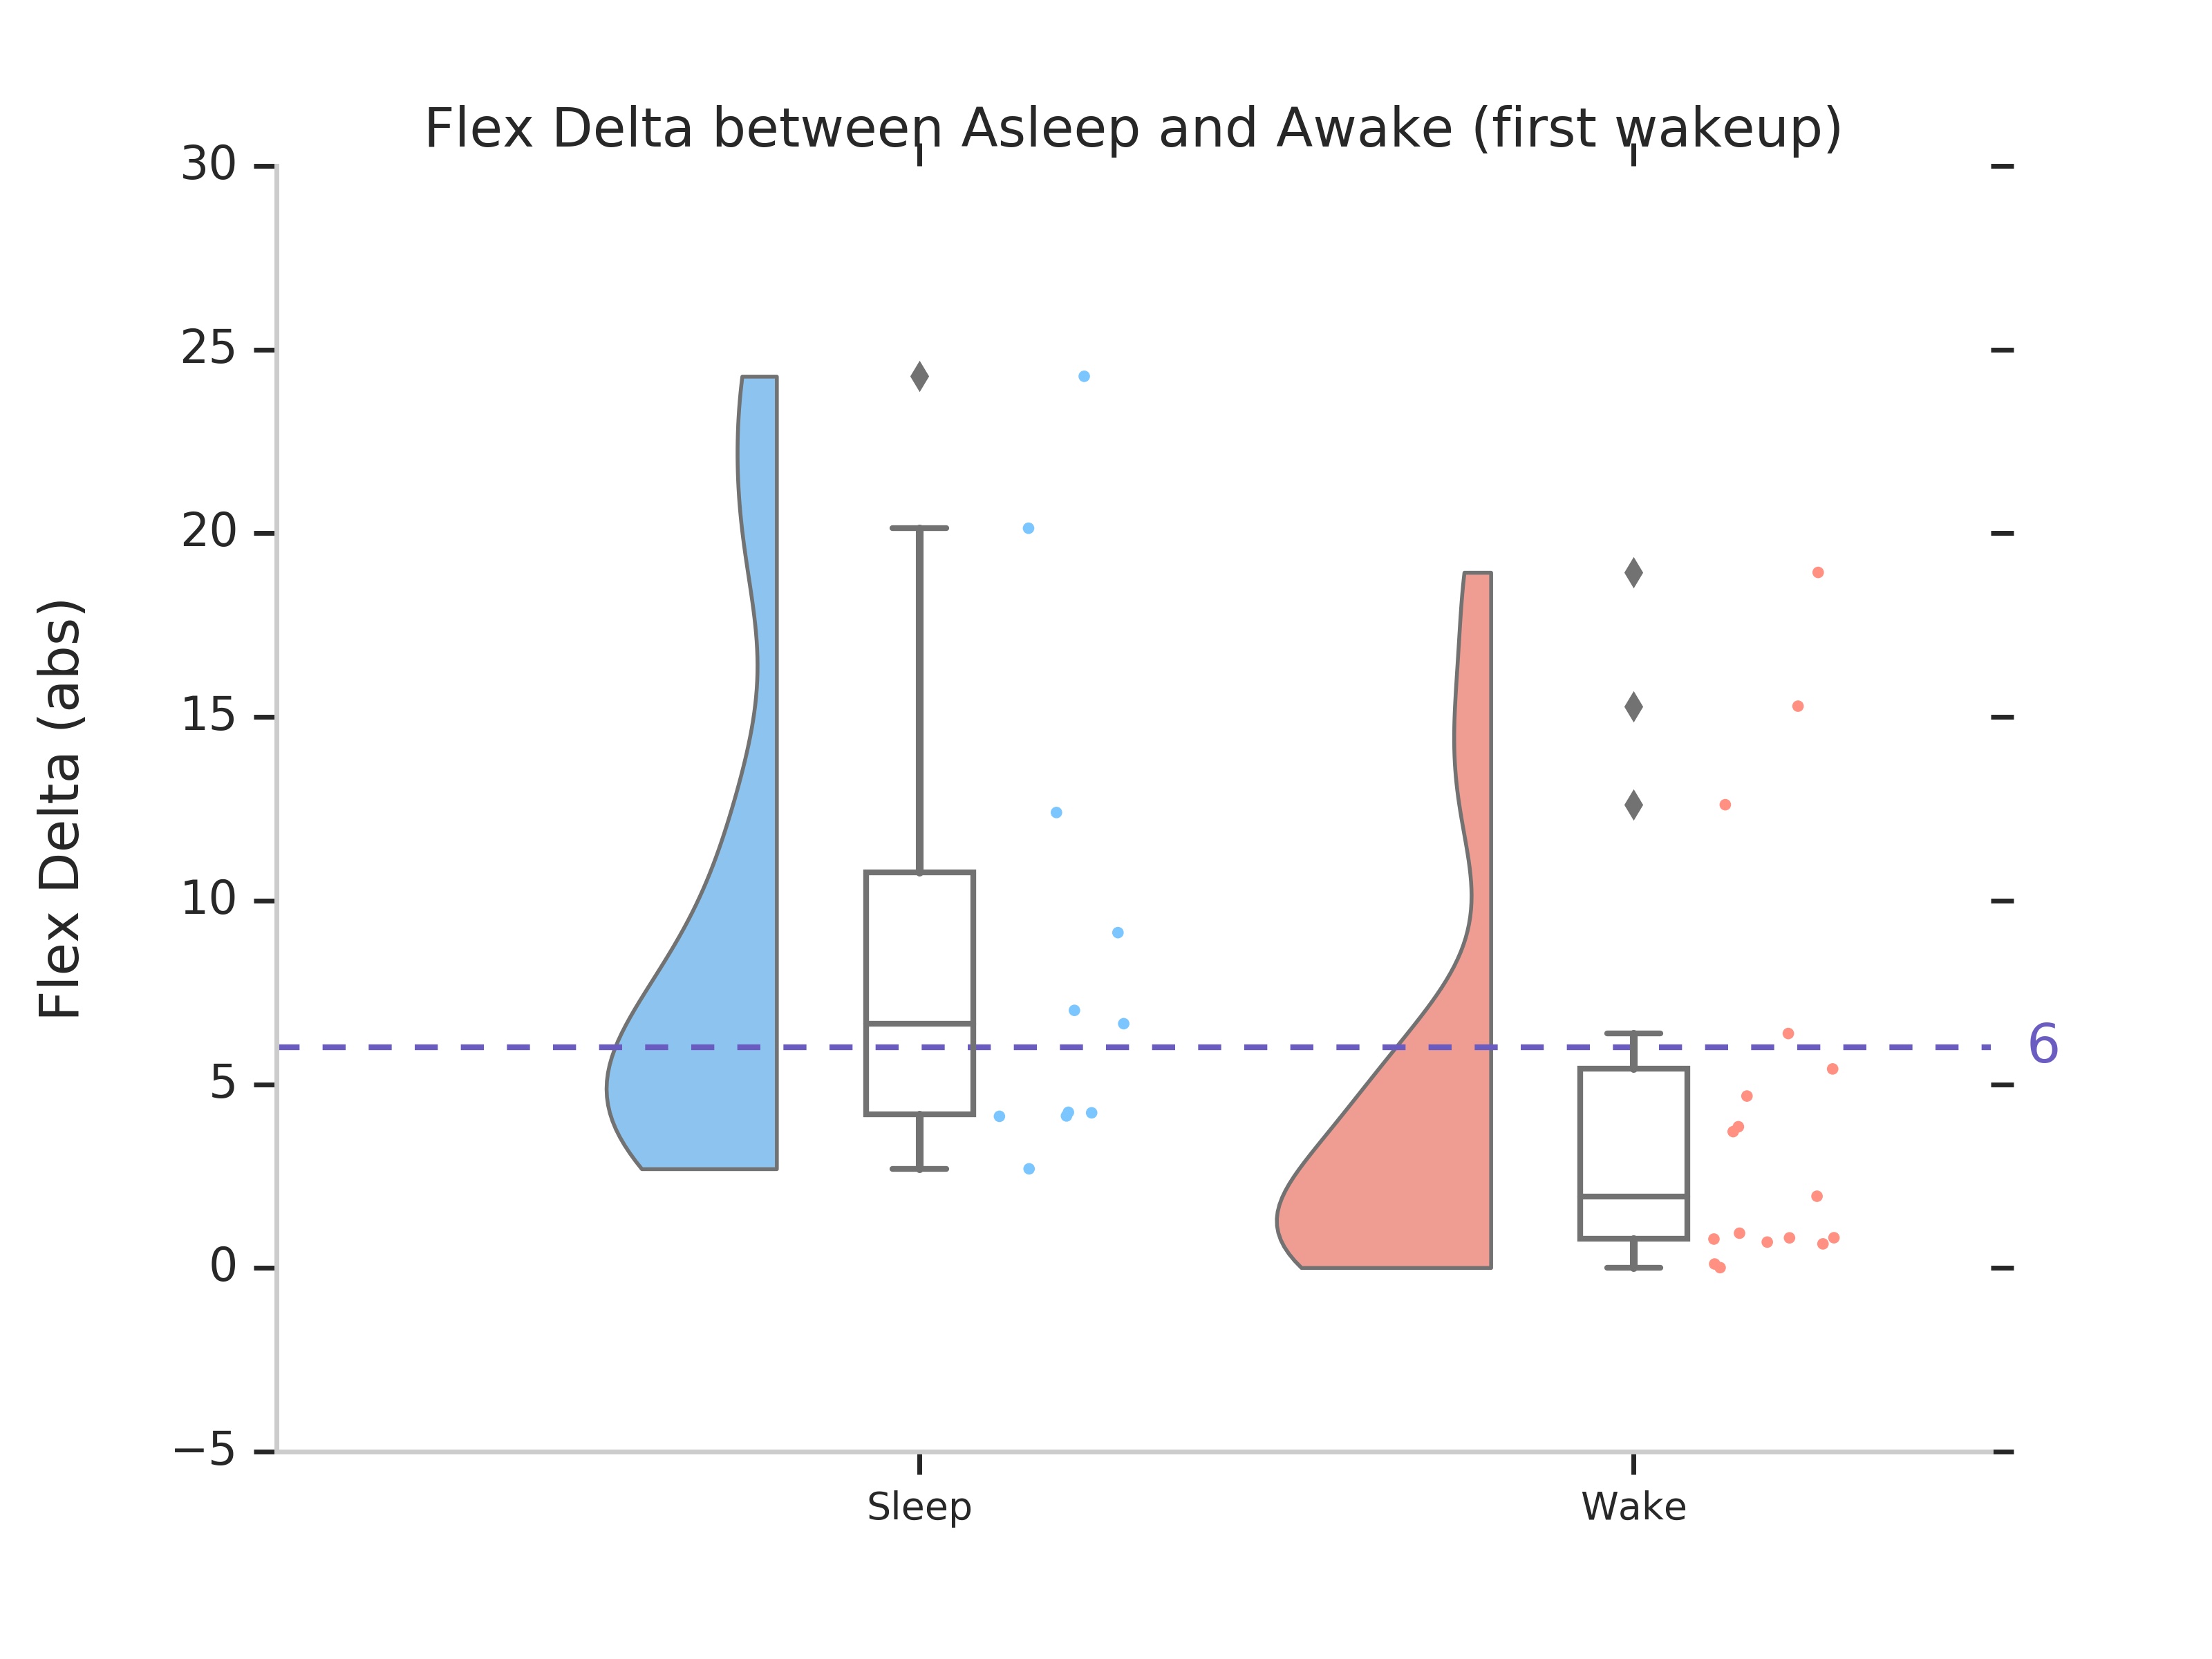 Flex Delta between Asleep and Awake (first wakeup)
30
25
20
15
10
5
0
−5
Flex Delta (abs)
6
Sleep
Wake